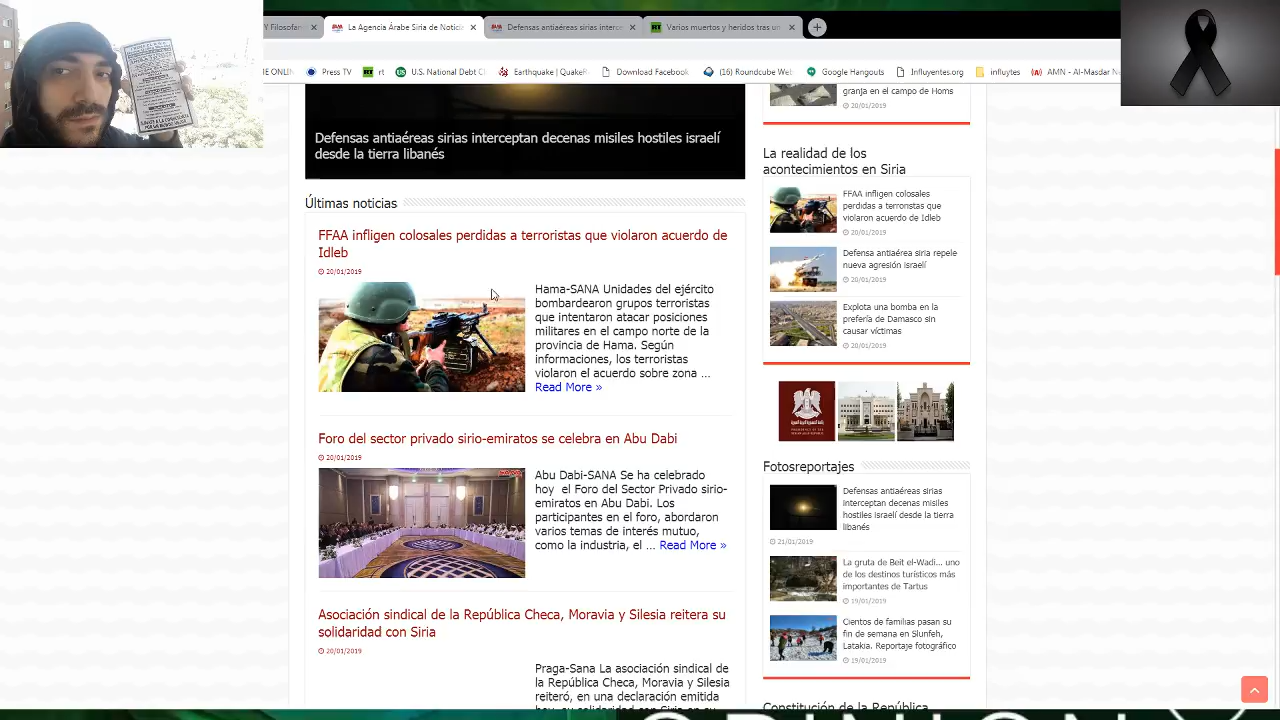 Filosofar
La Agencia Árabe Siria de Notici
Defensas antiaéreas sirias interc
Varios muertos y heridos tras un
Press TV
rt
U.S. National Debt C
Earthquake | Quake
Download Facebook
(16) Roundcube Web
Google Hangouts
Influyentes.org
influytes
AMN - Al-Masdar N
Defensas antiaéreas sirias interceptan decenas misiles hostiles israelí
desde la tierra libanés
Últimas noticias
FFAA infligen colosales perdidas a terroristas que violaron acuerdo de
Idleb
20/01/2019
Hama-SANA Unidades del ejército
bombardearon grupos terroristas
que intentaron atacar posiciones
militares en el campo norte de la
provincia de Hama. Según
informaciones, los terroristas
violaron el acuerdo sobre zona ...
Read More »
Foro del sector privado sirio-emiratos se celebra en Abu Dabi
20/01/2019
Abu Dabi-SANA Se ha celebrado
hoy el Foro del Sector Privado sirio-
emiratos en Abu Dabi. Los
participantes en el foro, abordaron
varios temas de interés mutuo,
como la industria, el ... Read More »
Asociación sindical de la República Checa, Moravia y Silesia reitera su
solidaridad con Siria
20/01/2019
Praga-Sana La asociación sindical de
la República Checa, Moravia y Silesia
reiteró, en una declaración emitida
granja en el campo de Homs
20/01/2019
La realidad de los
acontecimientos en Siria
FFAA infligen colosales
perdidas a terroristas que
violaron acuerdo de Idleb
20/01/2019
Defensa antiaérea siria repele
nueva agresión israelí
20/01/2019
Explota una bomba en la
prefería de Damasco sin
causar víctimas
20/01/2019
Fotosreportajes
Defensas antiaéreas sirias
interceptan decenas misiles
hostiles israelí desde la tierra
libanés
21/01/2019
La gruta de Beit el-Wadi... uno
de los destinos turísticos más
importantes de Tartus
19/01/2019
Cientos de familias pasan su
fin de semana en Slunfeh,
Latakia. Reportaje fotográfico
19/01/2019
Constitución de la República